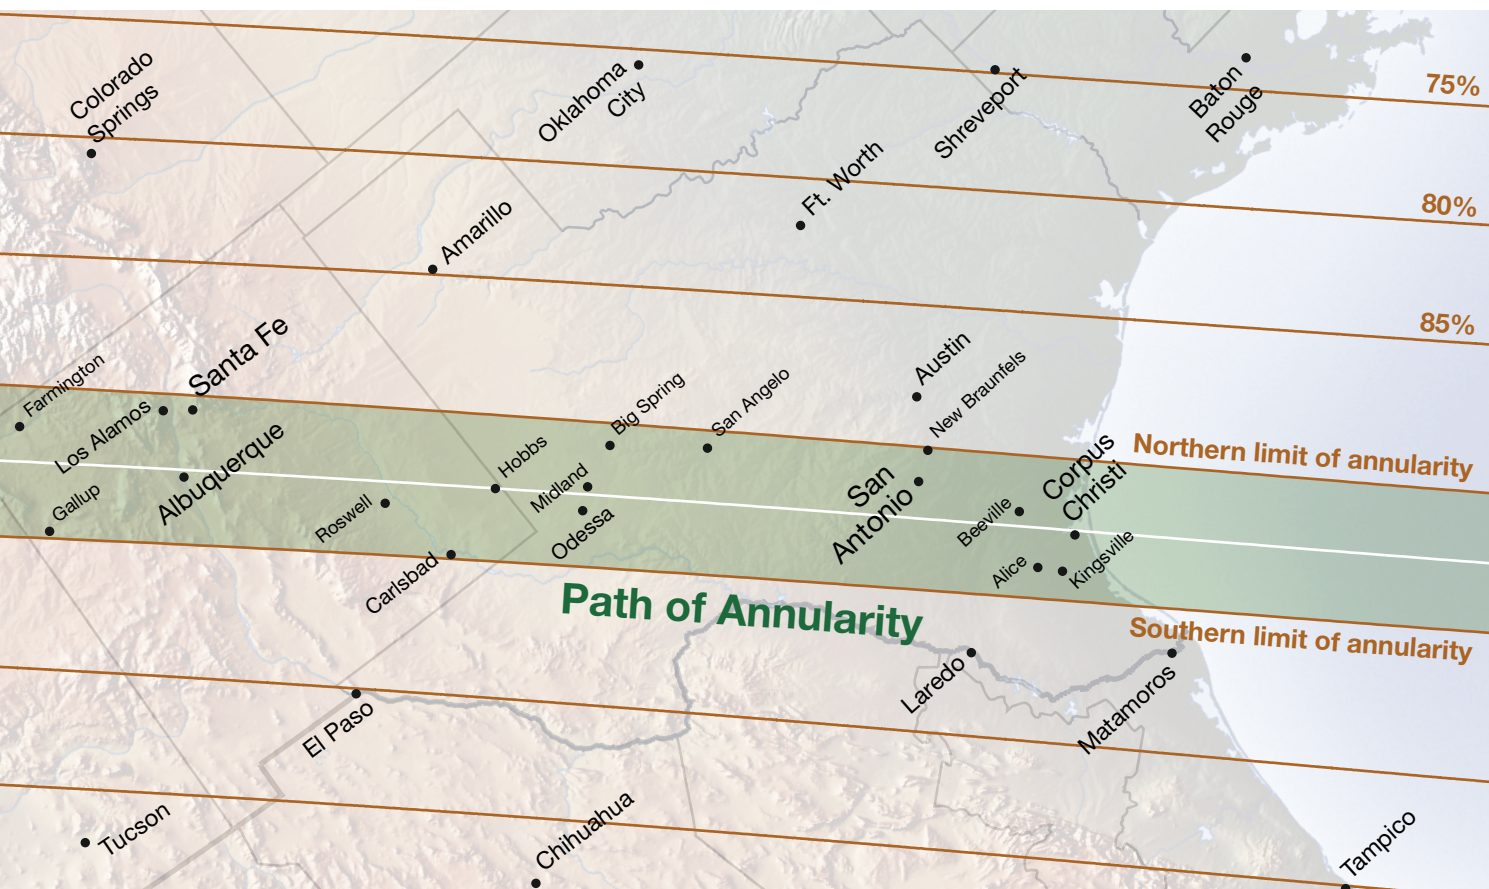 Colorado
Springs
Oklahoma
City
Shreveport
Baton
Rouge
75%
Ft. Worth
80%
Amarillo
85%
Farmington
Santa Fe
Los Alamos
Albuquerque
Gallup
Roswell
Hobbs
Big Spring
San Angelo
Midland
Odessa
Carlsbad
Austin
New Braunfels
San
Antonio
Corpus
Christi
Beeville
Alice
Kingsville
Northern limit of annularity
Path of Annularity
Southern limit of annularity
El Paso
Laredo
Matamoros
Tucson
Chihuahua
Tampico